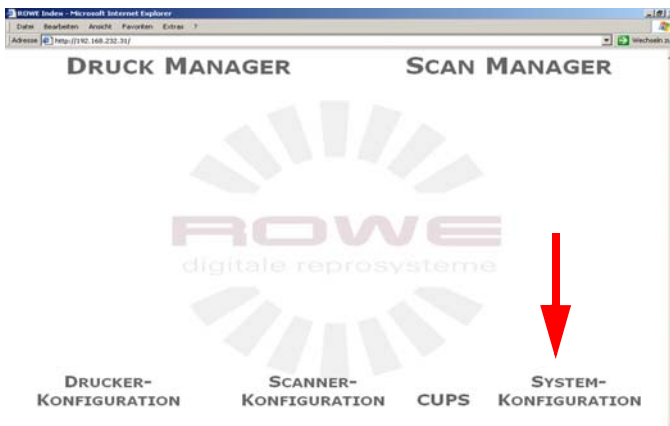 ROWE Index - Microsoft Internet Explorer
Datei Bearbeiten Ansicht Favoriten Extras ?
Adresse http://192.168.232.31/ Wechseln zu
DRUCK MANAGER SCAN MANAGER
ROWE
digitale reprosysteme
DRUCKER-
KONFIGURATION
SCANNER-
KONFIGURATION
CUPS
SYSTEM-
KONFIGURATION